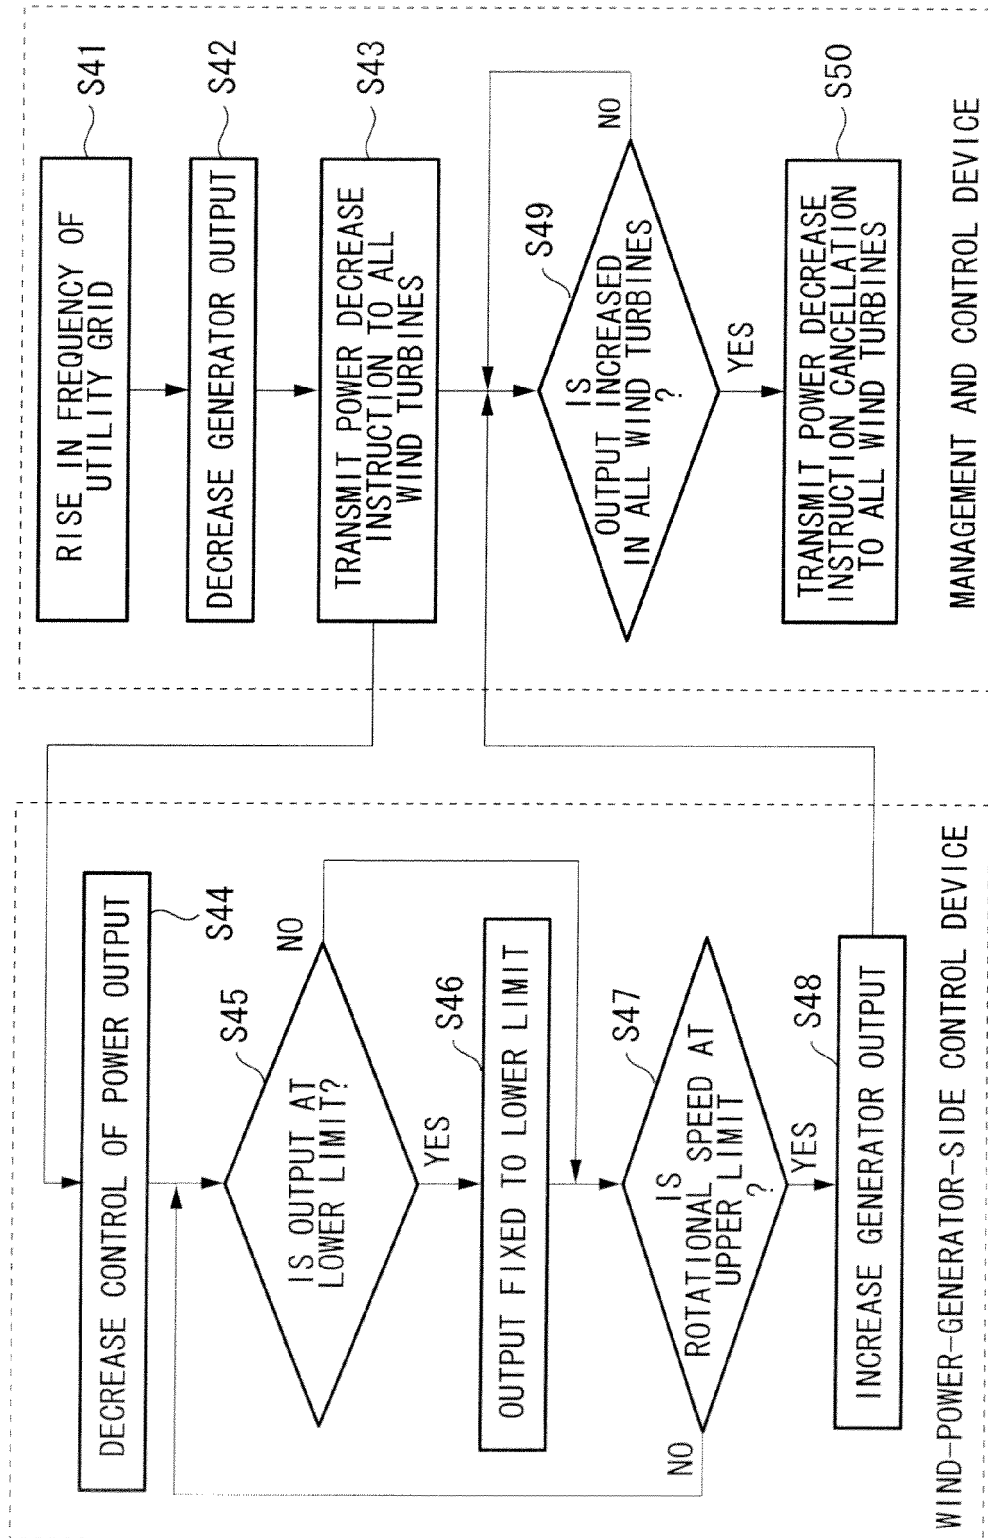 RISE IN FREQUENCY OF
UTILITY GRID
S41
DECREASE GENERATOR OUTPUT
S42
TRANSMIT POWER DECREASE
INSTRUCTION TO ALL
WIND TURBINES
S43
IS
OUTPUT INCREASED
IN ALL WIND TURBINES
?
S49
NO
YES
TRANSMIT POWER DECREASE
INSTRUCTION CANCELLATION
TO ALL WIND TURBINES
S50
MANAGEMENT AND CONTROL DEVICE
DECREASE CONTROL OF POWER OUTPUT
S44
IS OUTPUT AT
LOWER LIMIT?
S45
NO
YES
OUTPUT FIXED TO LOWER LIMIT
S46
IS
ROTATIONAL SPEED AT
UPPER LIMIT
?
S47
NO
YES
INCREASE GENERATOR OUTPUT
S48
WIND-POWER-GENERATOR-SIDE CONTROL DEVICE